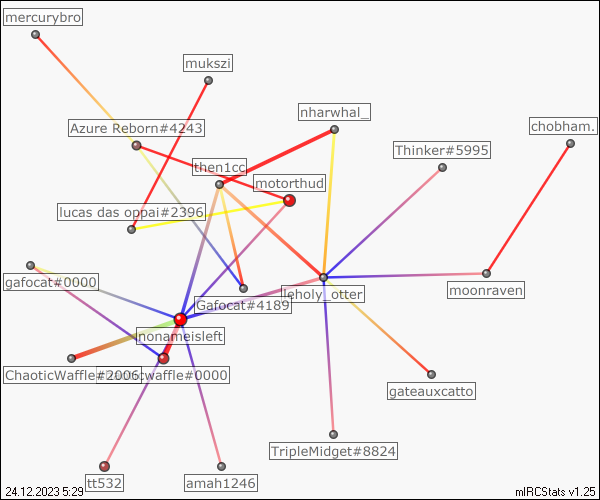 mercurybro
mukszi
nharwhal_
chobham.
Azure Reborn#4243
Thinker#5995
then1cc
motorthud
lucas das oppai#2396
gafocat#0000
moonraven
Gafocat#4189
leholy_otter
nonameisleft
ChaoticWaffle#2006
waffle#0000
gateauxcatto
TripleMidget#8824
tt532
amah1246
24.12.2023 5:29
mIRCStats v1.25